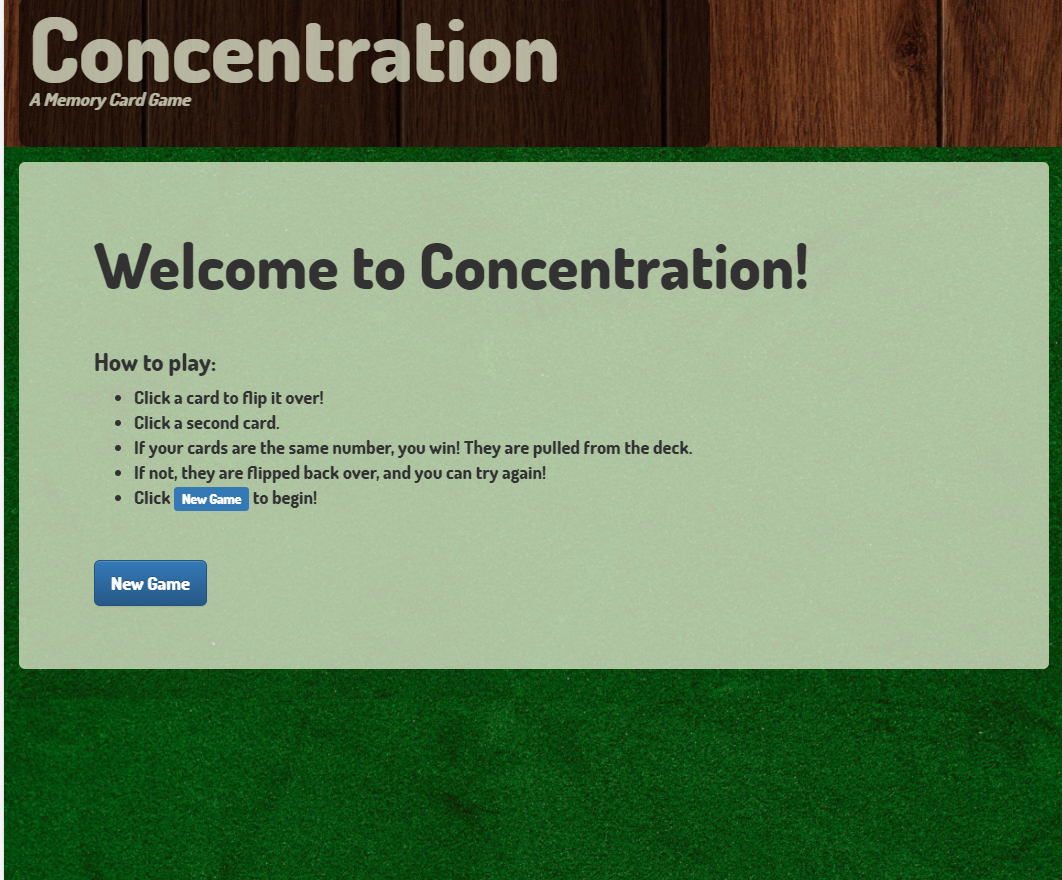 Concentration
A Memory Card Game
Welcome to Concentration!
How to play:
Click a card to flip it over!
Click a second card.
If your cards are the same number, you win! They are pulled from the deck.
If not, they are flipped back over, and you can try again!
Click New Game to begin!
New Game